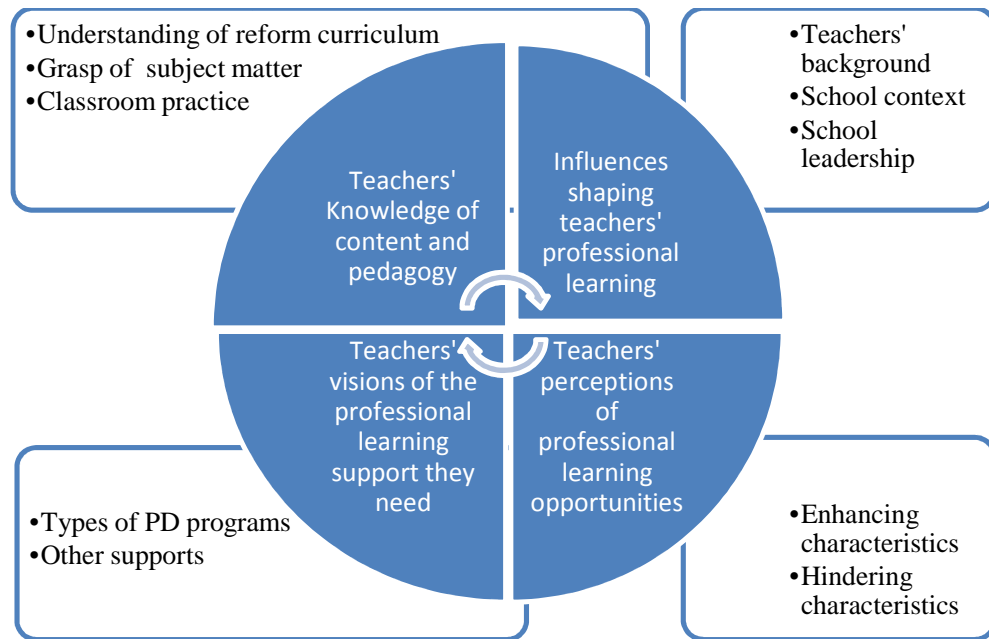 •Understanding of reform curriculum
•Grasp of subject matter
•Classroom practice
•Teachers'
background
•School context
•School
leadership
Teachers'
Knowledge of
content and
pedagogy
Influences
shaping
teachers'
professional
learning
Teachers'
visions of the
professional
learning
support they
need
Teachers'
perceptions
of
professional
learning
opportunities
•Types of PD programs
•Other supports
•Enhancing
characteristics
•Hindering
characteristics